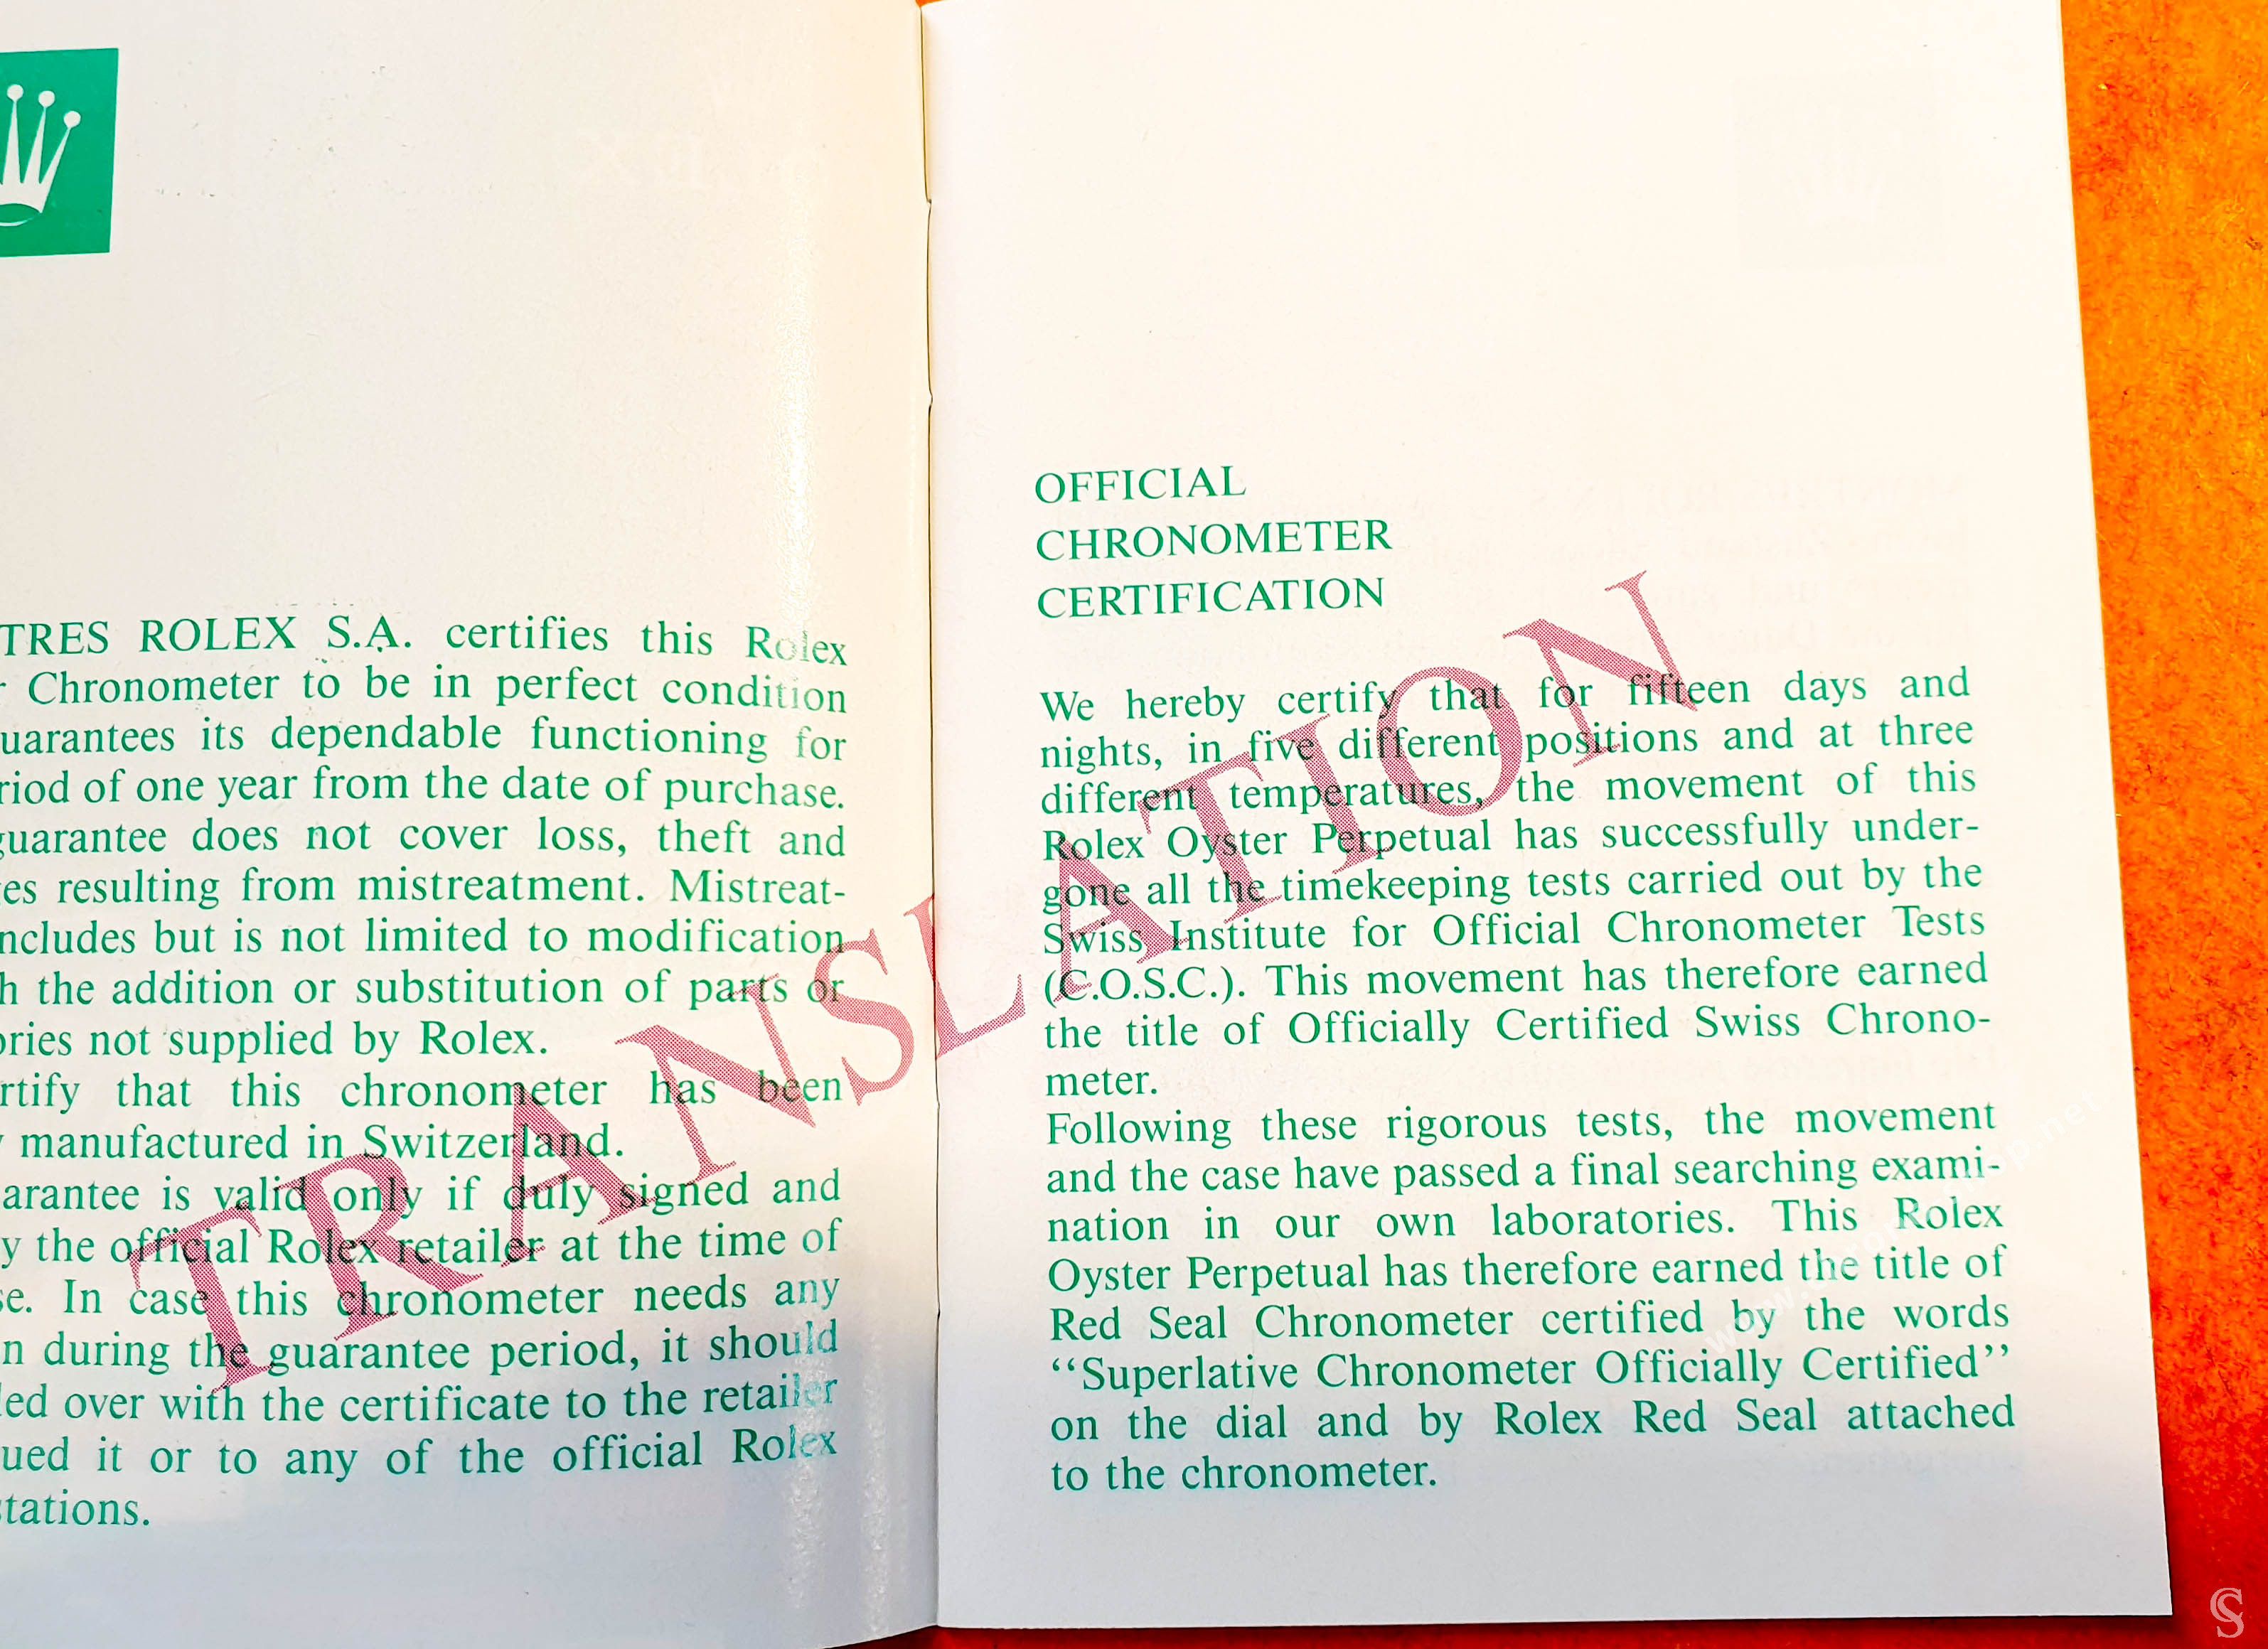 TRES ROLEX S.A. certifies this Rolex
Chronometer to be in perfect condition
uarantees its dependable functioning for
riod of one year from the date of purchase.
guarantee does not cover loss, theft and
es resulting from mistreatment. Mistreat-
ncludes but is not limited to modification
h the addition or substitution of parts or
ories not supplied by Rolex.
rtify that this chronometer has been
manufactured in Switzerland.
arantee is valid only if duly signed and
y the official Rolex retailer at the time of
se. In case this chronometer needs any
n during the guarantee period, it should
led over with the certificate to the retailer
ued it or to any of the official Rolex
tations.
OFFICIAL
CHRONOMETER
CERTIFICATION
We hereby certify that for fifteen days and
nights, in five different positions and at three
different temperatures, the movement of this
Rolex Oyster Perpetual has successfully under-
gone all the timekeeping tests carried out by the
Swiss Institute for Official Chronometer Tests
(C.O.S.C.). This movement has therefore earned
the title of Officially Certified Swiss Chrono-
meter.
Following these rigorous tests, the movement
and the case have passed a final searching exami-
nation in our own laboratories. This Rolex
Oyster Perpetual has therefore earned the title of
Red Seal Chronometer certified by the words
“Superlative Chronometer Officially Certified”
on the dial and by Rolex Red Seal attached
to the chronometer.
TRANSLATION